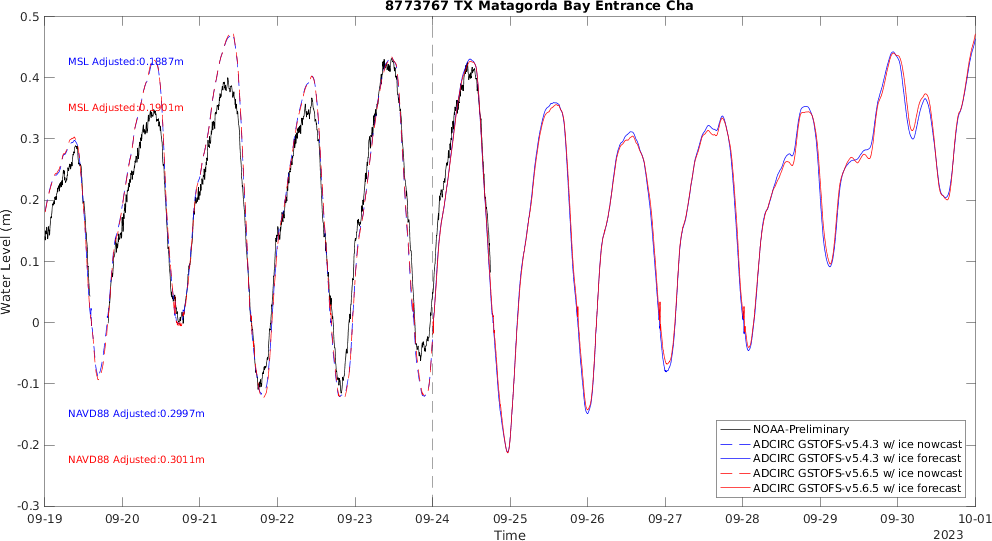 8773767 TX Matagorda Bay Entrance Cha
0.5
0.4
0.3
0.2
0.1
0
-0.1
-0.2
-0.3
Water Level (m)
MSL Adjusted:0.1887m
MSL Adjusted:0.1901m
NAVD88 Adjusted:0.2997m
NAVD88 Adjusted:0.3011m
NOAA-Preliminary
ADCIRC GSTOFS-v5.4.3 w/ ice nowcast
ADCIRC GSTOFS-v5.4.3 w/ ice forecast
ADCIRC GSTOFS-v5.6.5 w/ ice nowcast
ADCIRC GSTOFS-v5.6.5 w/ ice forecast
09-19 09-20 09-21 09-22 09-23 09-24 09-25 09-26 09-27 09-28 09-29 09-30 10-01
Time
2023